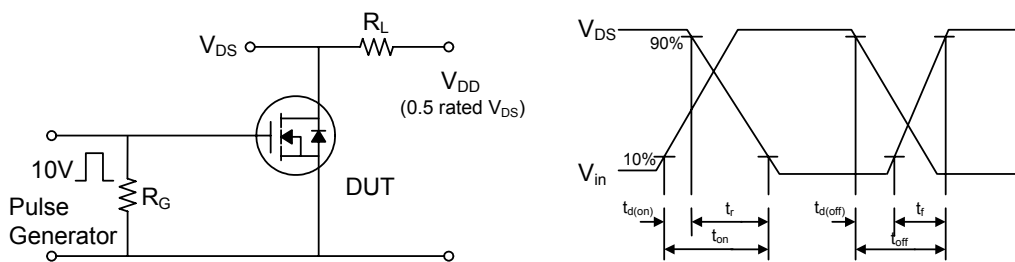 R_L
V_DS
V_DD
(0.5 rated V_DS)
10V
R_G
DUT
Pulse
Generator
V_DS
90%
10%
V_in
t_d(on)
t_r
t_on
t_d(off)
t_f
t_off